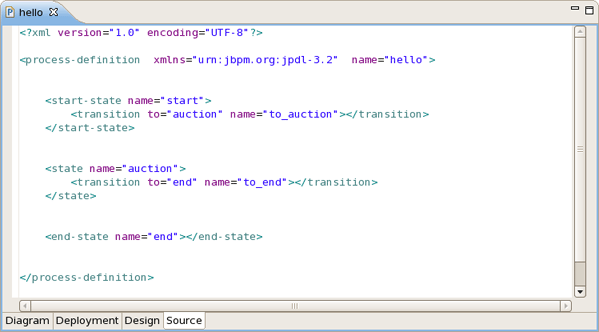 hello
<?xml version="1.0" encoding="UTF-8"?>
<process-definition  xmlns="urn:jbpm.org:jpdl-3.2"  name="hello">
    <start-state name="start">
        <transition to="auction" name="to_auction"></transition>
    </start-state>
    <state name="auction">
        <transition to="end" name="to_end"></transition>
    </state>
    <end-state name="end"></end-state>
</process-definition>
Diagram Deployment Design Source